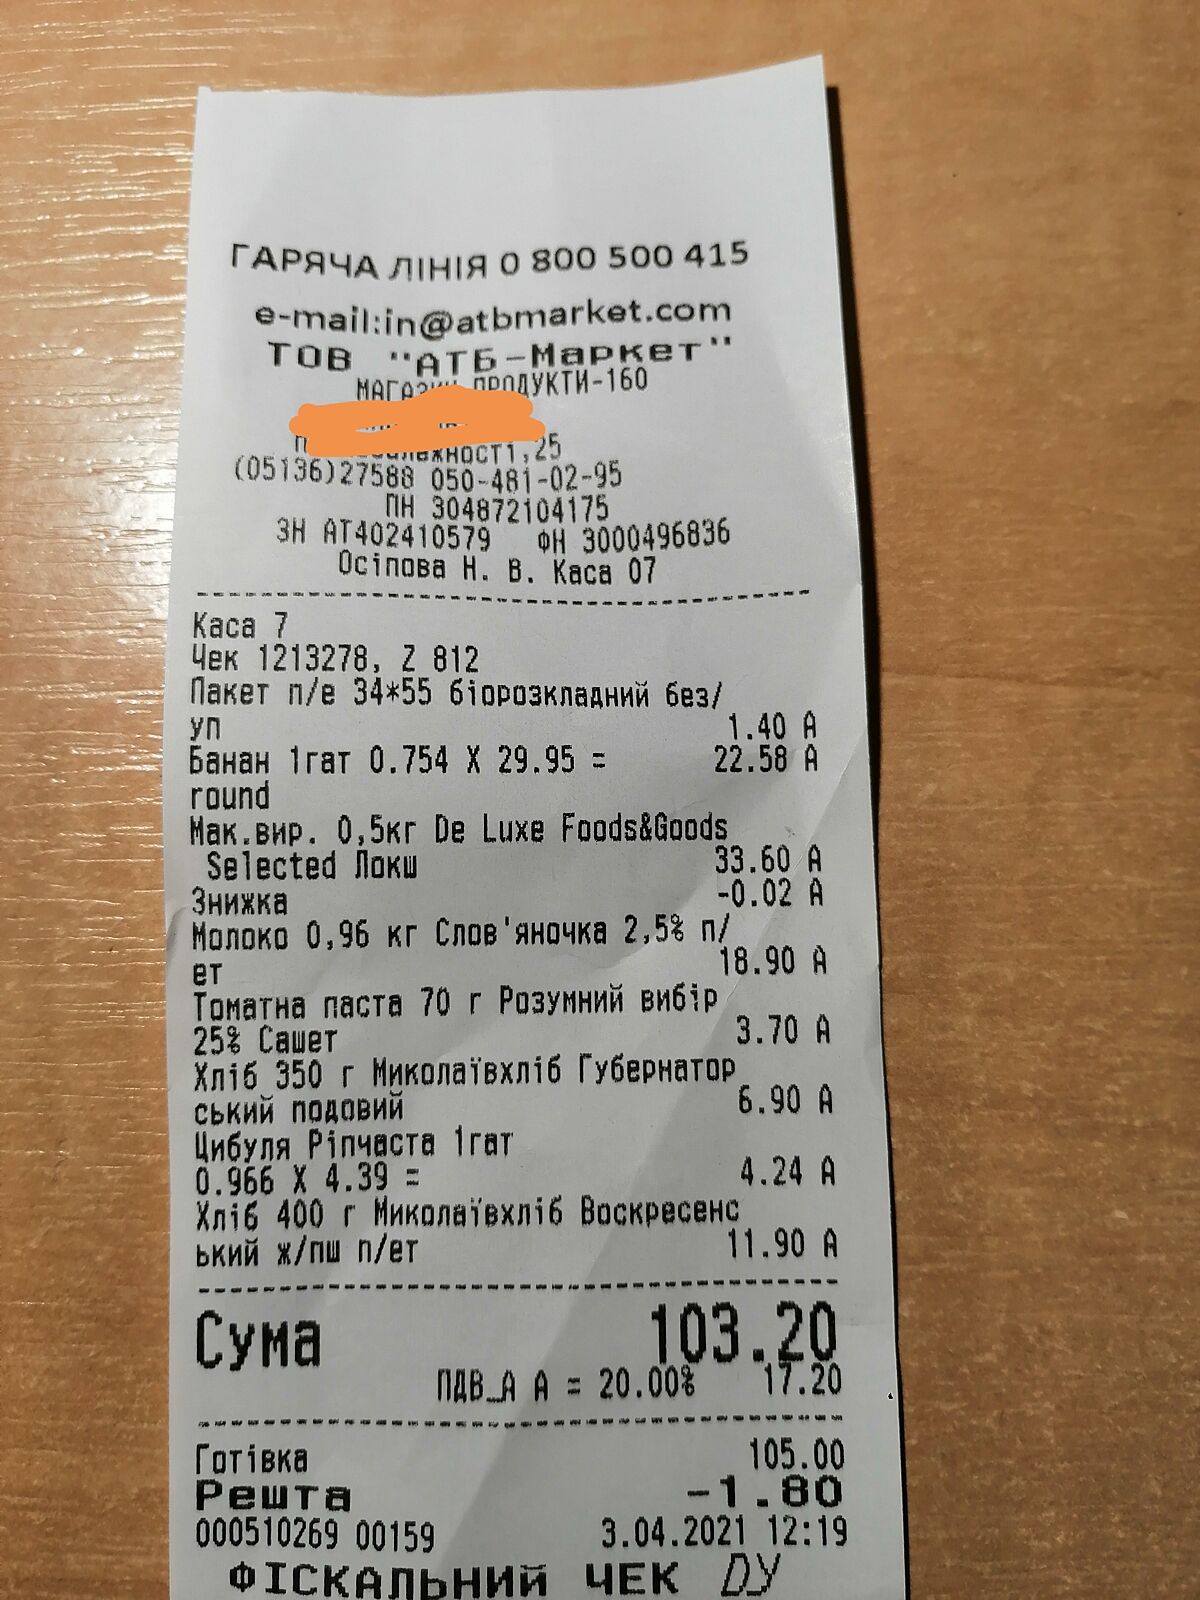 ГАРЯЧА ЛІНІЯ 0 800 500 415
e-mail:in@atbmarket.com
ТОВ "АТБ-Маркет"
МАГАЗИН ПРОДУКТИ-160
,25
(05136)27588 050-481-02-95
ПН 304872104175
ЗН АТ402410579 ФН 3000496836
Осіпова Н. В. Каса 07
Каса 7
Чек 1213278, Z 812
Пакет п/е 34*55 біорозкладний без/
уп 1.40 А
Банан 1гат 0.754 X 29.95 = 22.58 А
round
Мак.вир. 0,5кг De Luxe Foods&Goods
Selected Локш 33.60 А
Знижка -0.02 А
Молоко 0,96 кг Слов'яночка 2,5% п/
ет 18.90 А
Томатна паста 70 г Розумний вибір
25% Сашет 3.70 А
Хліб 350 г Миколаївхліб Губернатор
ський подовий 6.90 А
Цибуля Ріпчаста 1гат
0.966 X 4.39 = 4.24 А
Хліб 400 г Миколаївхліб Воскресенс
ький ж/пш п/ет 11.90 А
Сума 103.20
ПДВ_А А = 20.00% 17.20
Готівка 105.00
Решта -1.80
000510269 00159 3.04.2021 12:19
ФІСКАЛЬНИЙ ЧЕК